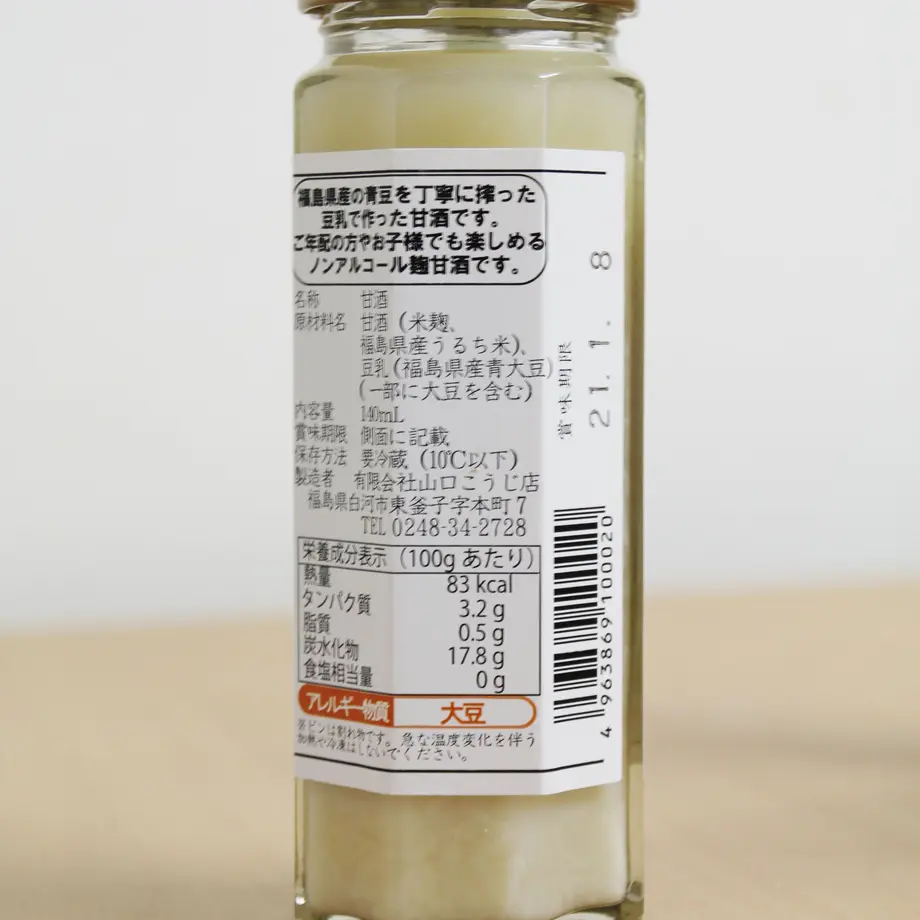 福島県産の青豆を丁寧に搾った
豆乳で作った甘酒です。
ご年配の方やお子様でも楽しめる
ノンアルコール麹甘酒です。
名称 甘酒
原材料名 甘酒(米麹、
福島県産うるち米)、
豆乳(福島県産青大豆)
(一部に大豆を含む)
内容量 140mL
賞味期限 側面に記載
保存方法 要冷蔵(10℃以下)
製造者 有限会社山口こうじ店
福島県白河市東釜子字本町7
TEL 0248-34-2728
栄養成分表示(100gあたり)
熱量 83 kcal
タンパク質 3.2 g
脂質 0.5 g
炭水化物 17.8 g
食塩相当量 0 g
アレルギー物質 大豆
※ビンは割れ物です。急な温度変化を伴う
加熱や冷凍はしないでください。
賞味期限 21.1.8
4963869100020